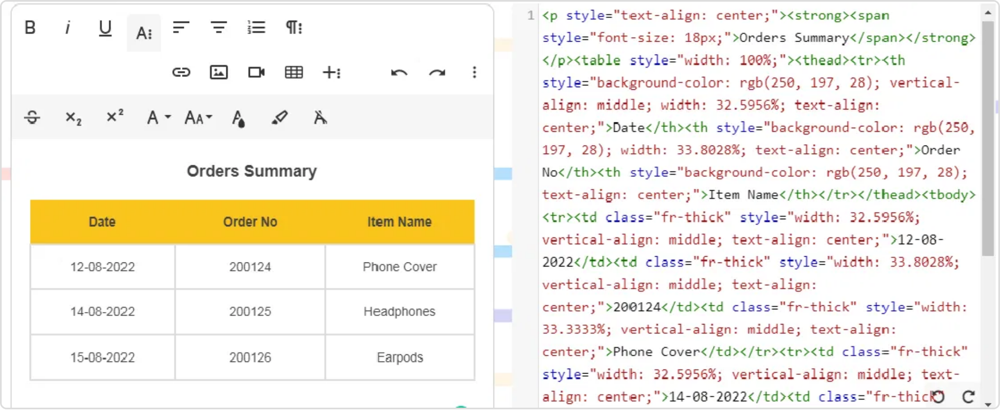 B i U A
Orders Summary
Date Order No Item Name
12-08-2022 200124 Phone Cover
14-08-2022 200125 Headphones
15-08-2022 200126 Earpods
1
<p style="text-align: center;"><strong><span
style="font-size: 18px;">Orders Summary</span></strong>
</p><table style="width: 100%;"><thead><tr><th
style="background-color: rgb(250, 197, 28); vertical-
align: middle; width: 32.5956%; text-align:
center;">Date</th><th style="background-color: rgb(250,
197, 28); width: 33.8028%; text-align: center;">Order
No</th><th style="background-color: rgb(250, 197, 28);
text-align: center;">Item Name</th></tr></thead><tbody>
<tr><td class="fr-thick" style="width: 32.5956%;
vertical-align: middle; text-align: center;">12-08-
2022</td><td class="fr-thick" style="width: 33.8028%;
vertical-align: middle; text-align:
center;">200124</td><td class="fr-thick" style="width:
33.3333%; vertical-align: middle; text-align:
center;">Phone Cover</td></tr><tr><td class="fr-thick"
style="width: 32.5956%; vertical-align: middle; text-
align: center;">14-08-2022</td><td class="fr-thick"